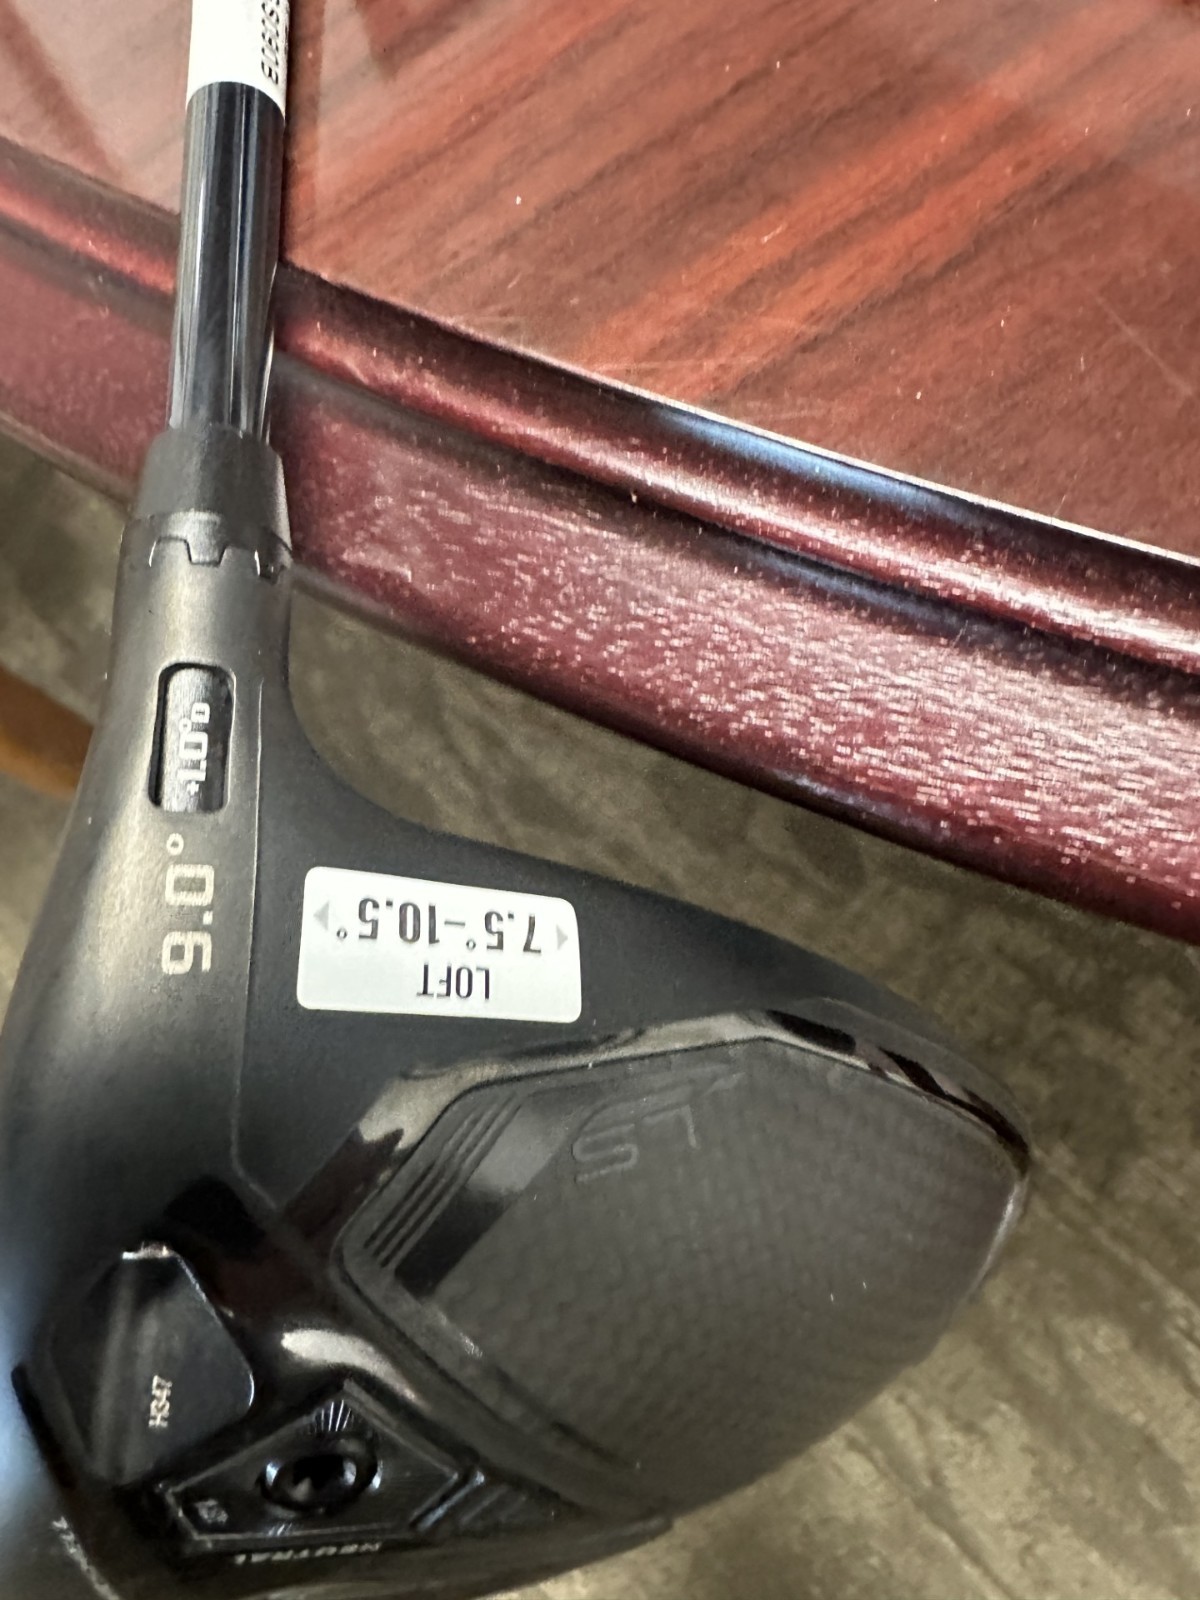 +1.0°
9.0°
LOFT
7.5°–10.5°
LS
H347
NEUTRAL